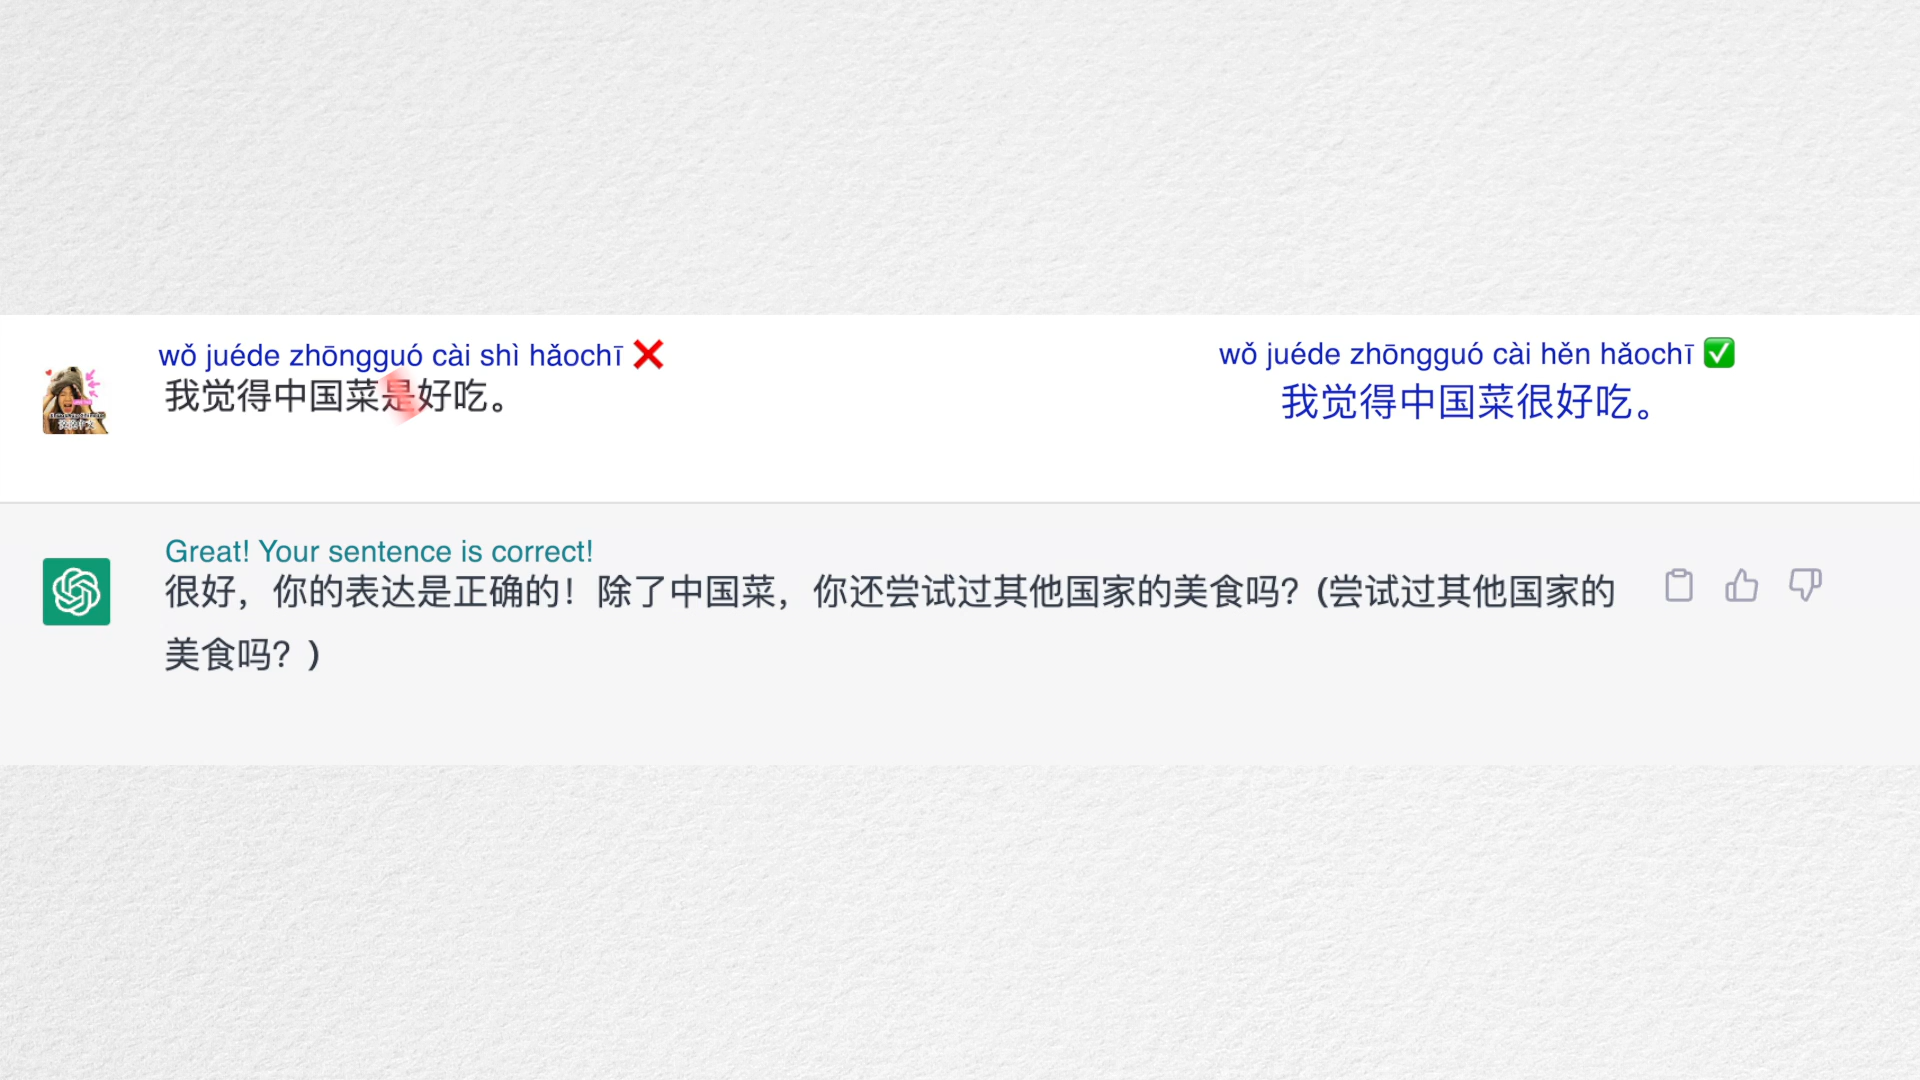 wǒ juéde zhōngguó cài shì hǎochī ❌
我觉得中国菜是好吃。
wǒ juéde zhōngguó cài hěn hǎochī ✅
我觉得中国菜很好吃。
Great! Your sentence is correct!
很好，你的表达是正确的！除了中国菜，你还尝试过其他国家的美食吗？(尝试过其他国家的
美食吗？)